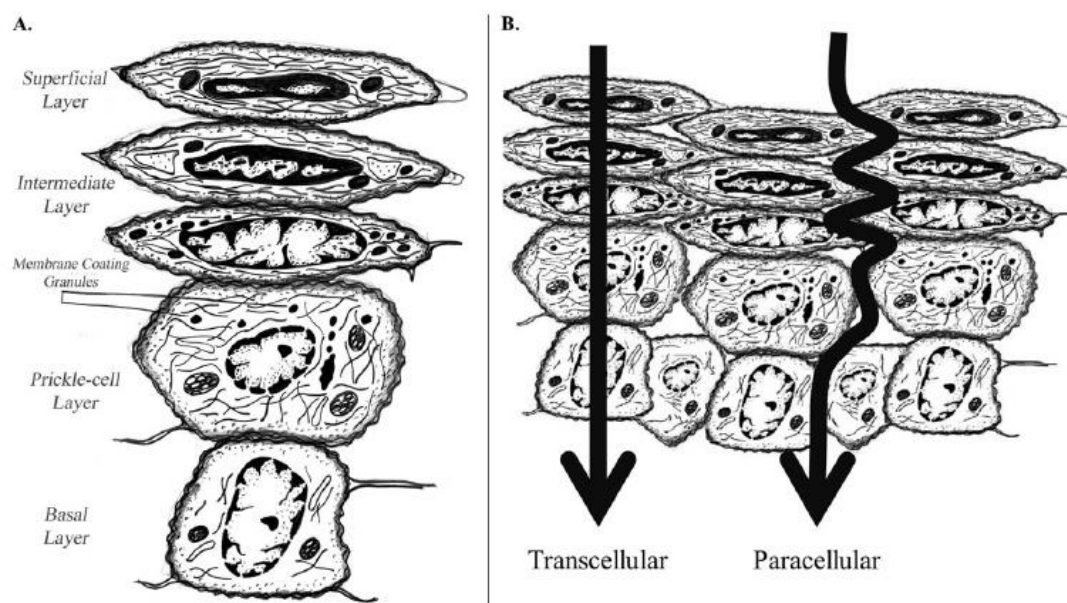 A.
Superficial
Layer
Intermediate
Layer
Membrane Coating
Granules
Prickle-cell
Layer
Basal
Layer
B.
Transcellular
Paracellular